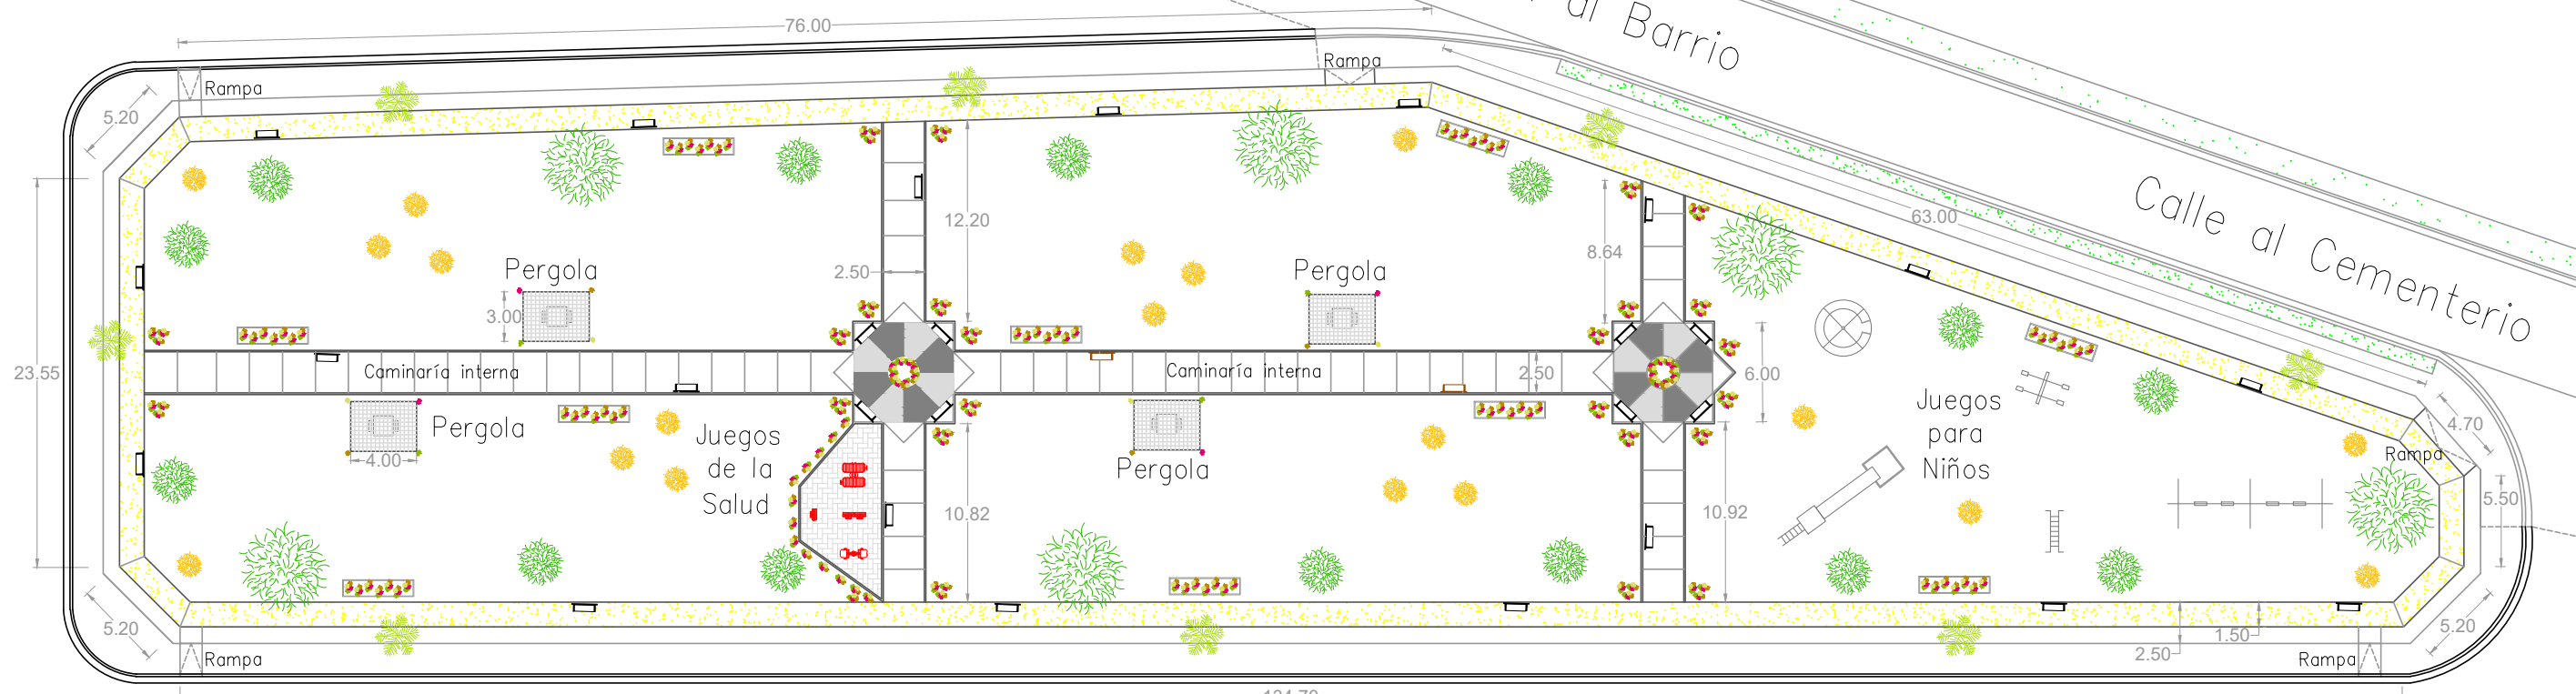 76.00
al Barrio
Rampa
Rampa
5.20
Calle al Cementerio
63.00
12.20
8.64
2.50
Pergola
Pergola
3.00
23.55
Caminaría interna
Caminaría interna
2.50
6.00
Juegos
para
Niños
4.70
Rampa
Pergola
4.00
Juegos
de la
Salud
Pergola
10.82
10.92
5.50
5.20
Rampa
5.20
1.50
2.50
Rampa